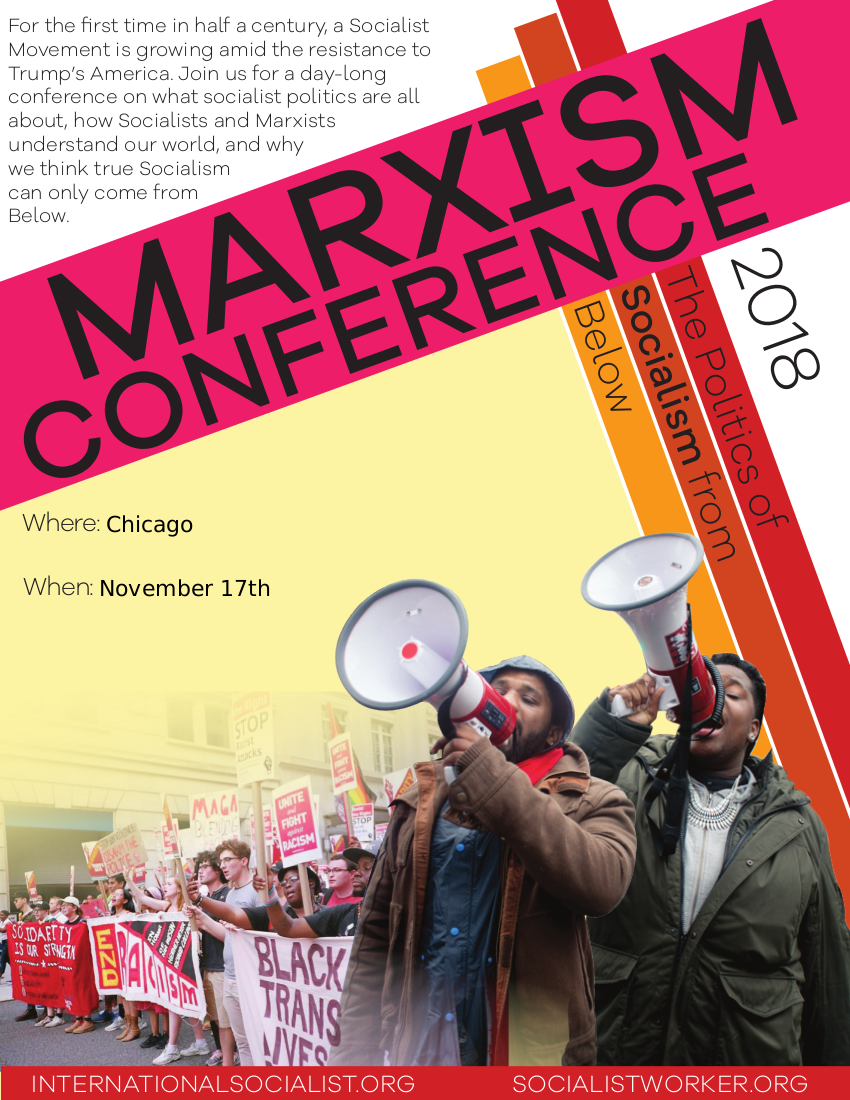 For the first time in half a century, a Socialist
Movement is growing amid the resistance to
Trump's America. Join us for a day-long
conference on what socialist politics are all
about, how Socialists and Marxists
understand our world, and why
we think true Socialism
can only come from
Below.
MARXISM
CONFERENCE
2018
The Politics of
Socialism from
Below
Where: Chicago
When: November 17th
STOP
UNITE
and
FIGHT
against
RACISM
STOP
MAGA
SOLIDARITY
IS OUR STRENGTH
END
RACISM
BLACK
TRANS
LIVES
INTERNATIONALSOCIALIST.ORG
SOCIALISTWORKER.ORG